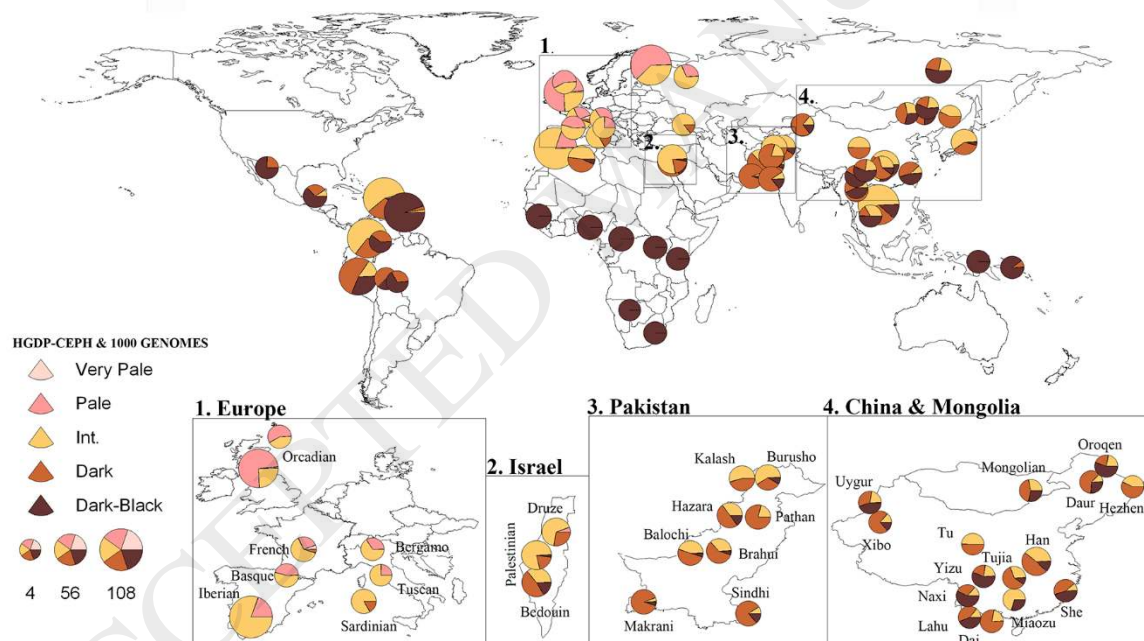 1.
2.
3.
4.
HGDP-CEPH & 1000 GENOMES
Very Pale
Pale
Int.
Dark
Dark-Black
4 56 108
1. Europe
Orcadian
French
Bergamo
Basque
Iberian
Tuscan
Sardinian
2. Israel
Druze
Palestinian
Bedouin
3. Pakistan
Kalash
Burusho
Hazara
Pathan
Balochi
Brahui
Sindhi
Makrani
4. China & Mongolia
Oroqen
Mongolian
Uygur
Daur
Hezhen
Xibo
Tu
Han
Tujia
Yizu
Naxi
She
Lahu
Miaozu
Dai